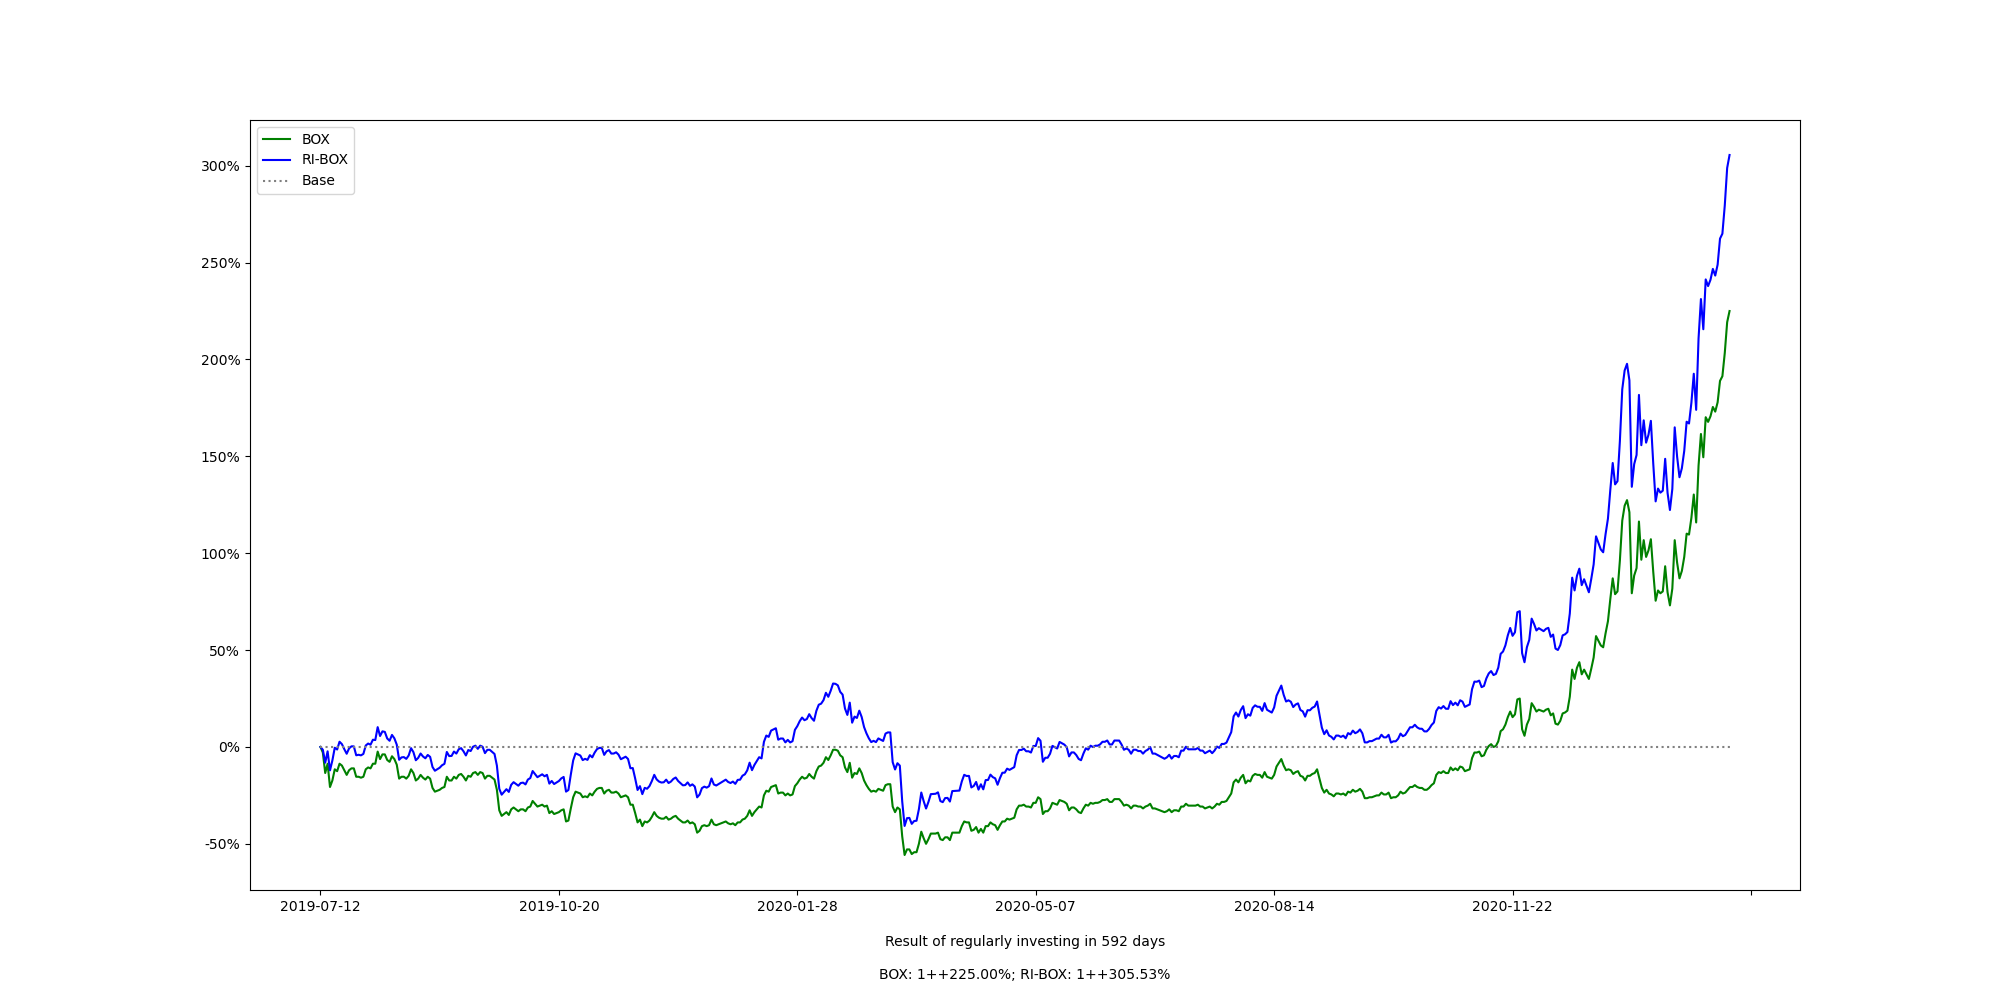 BOX
RI-BOX
Base
300%
250%
200%
150%
100%
50%
0%
-50%
2019-07-12 2019-10-20 2020-01-28 2020-05-07 2020-08-14 2020-11-22
Result of regularly investing in 592 days
BOX: 1++225.00%; RI-BOX: 1++305.53%